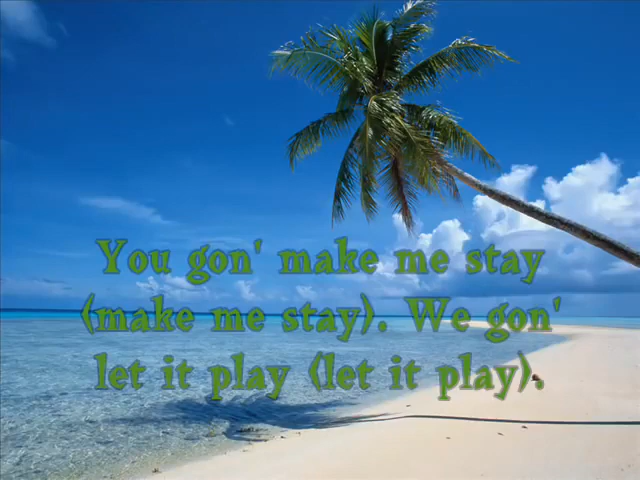 You gon' make me stay
(make me stay). We gon'
let it play (let it play).